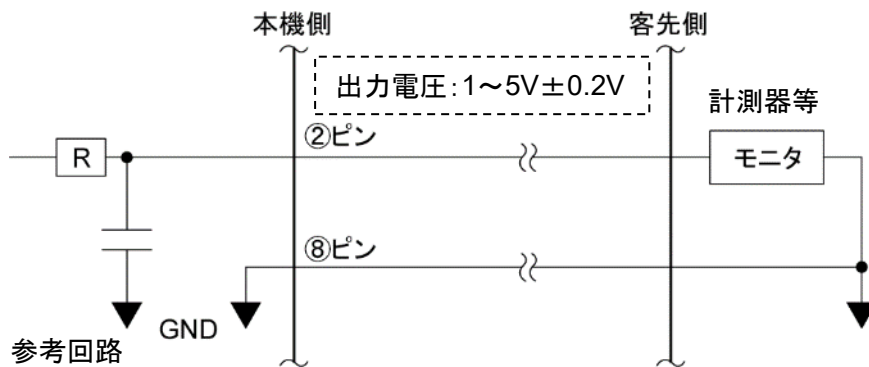 本機側
客先側
出力電圧:1～5V±0.2V
計測器等
②ピン
R
モニタ
⑧ピン
GND
参考回路